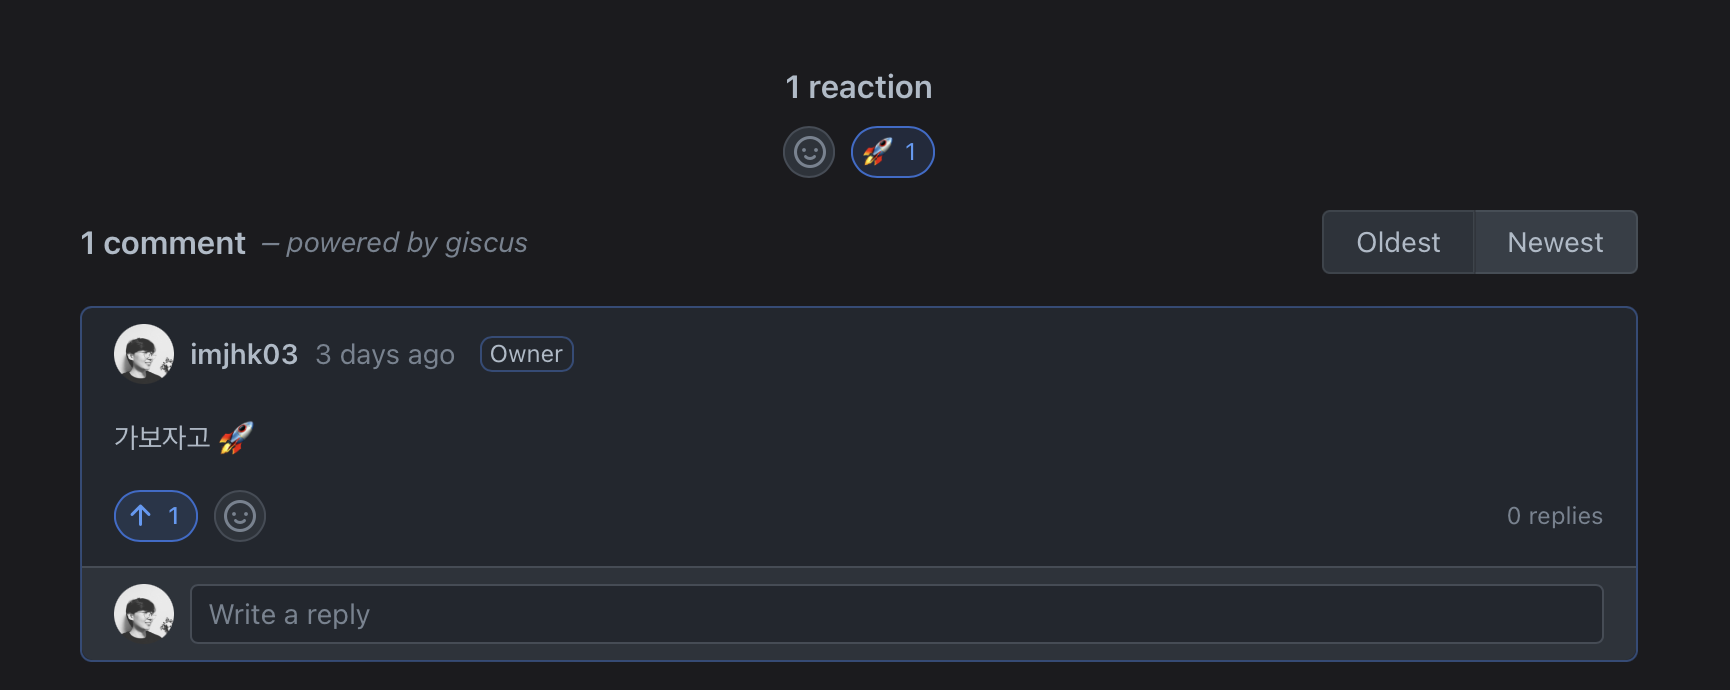 1 reaction
🚀 1
1 comment – powered by giscus
Oldest Newest
imjhk03 3 days ago Owner
가보자고 🚀
↑ 1
0 replies
Write a reply